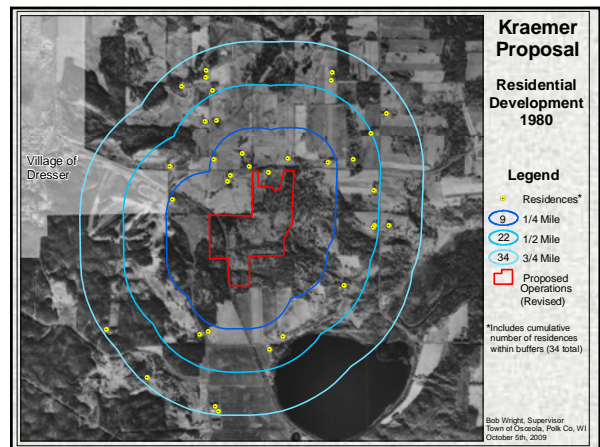 Kraemer
Proposal
Residential
Development
1980
Village of
Dresser
Legend
Residences*
9 1/4 Mile
22 1/2 Mile
34 3/4 Mile
Proposed
Operations
(Revised)
*Includes cumulative
number of residences
within buffers (34 total)
Bob Wright, Supervisor
Town of Osceola, Polk Co, WI
October 5th, 2009